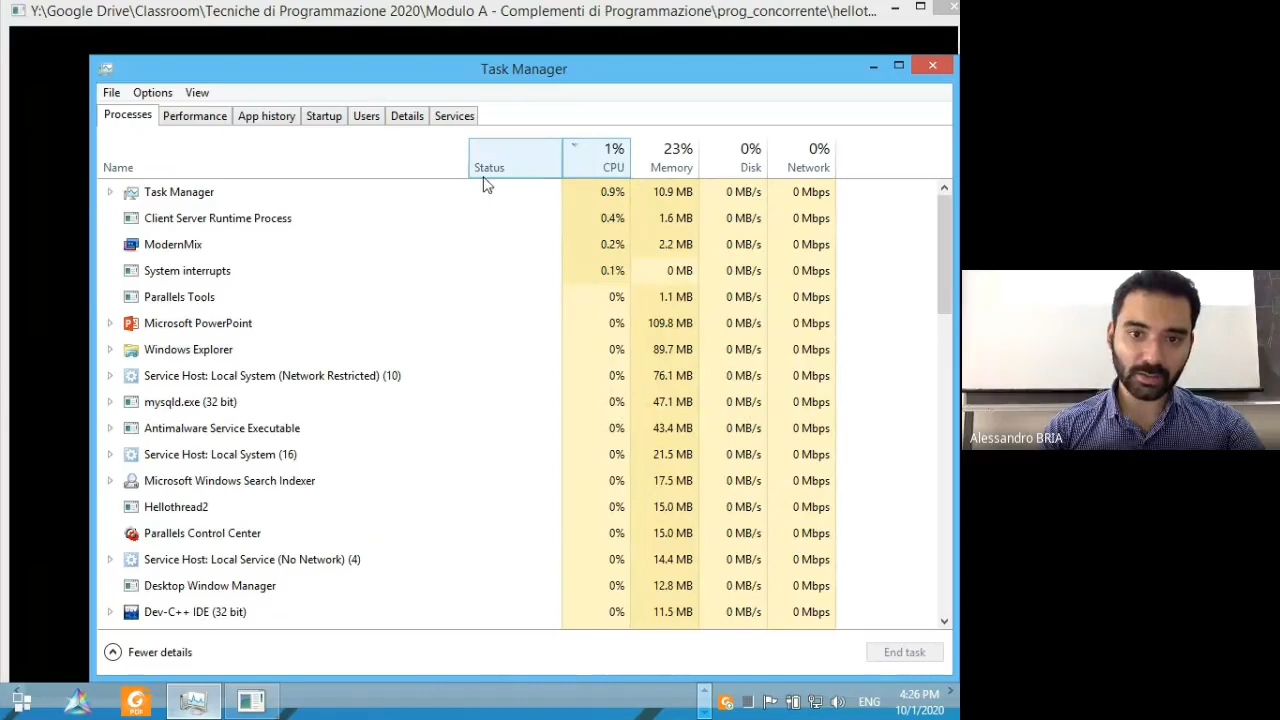 Y:\Google Drive\Classroom\Tecniche di Programmazione 2020\Modulo A - Complementi di Programmazione\prog_concorrente\hellot...
Task Manager
File Options View
Processes Performance App history Startup Users Details Services
1% 23% 0% 0%
Name Status CPU Memory Disk Network
Task Manager 0.9% 10.9 MB 0 MB/s 0 Mbps
Client Server Runtime Process 0.4% 1.6 MB 0 MB/s 0 Mbps
ModernMix 0.2% 2.2 MB 0 MB/s 0 Mbps
System interrupts 0.1% 0 MB 0 MB/s 0 Mbps
Parallels Tools 0% 1.1 MB 0 MB/s 0 Mbps
Microsoft PowerPoint 0% 109.8 MB 0 MB/s 0 Mbps
Windows Explorer 0% 89.7 MB 0 MB/s 0 Mbps
Service Host: Local System (Network Restricted) (10) 0% 76.1 MB 0 MB/s 0 Mbps
mysqld.exe (32 bit) 0% 47.1 MB 0 MB/s 0 Mbps
Antimalware Service Executable 0% 43.4 MB 0 MB/s 0 Mbps
Service Host: Local System (16) 0% 21.5 MB 0 MB/s 0 Mbps
Microsoft Windows Search Indexer 0% 17.5 MB 0 MB/s 0 Mbps
Hellothread2 0% 15.0 MB 0 MB/s 0 Mbps
Parallels Control Center 0% 15.0 MB 0 MB/s 0 Mbps
Service Host: Local Service (No Network) (4) 0% 14.4 MB 0 MB/s 0 Mbps
Desktop Window Manager 0% 12.8 MB 0 MB/s 0 Mbps
Dev-C++ IDE (32 bit) 0% 11.5 MB 0 MB/s 0 Mbps
Fewer details End task
PDF ENG 4:26 PM
10/1/2020
Alessandro BRIA